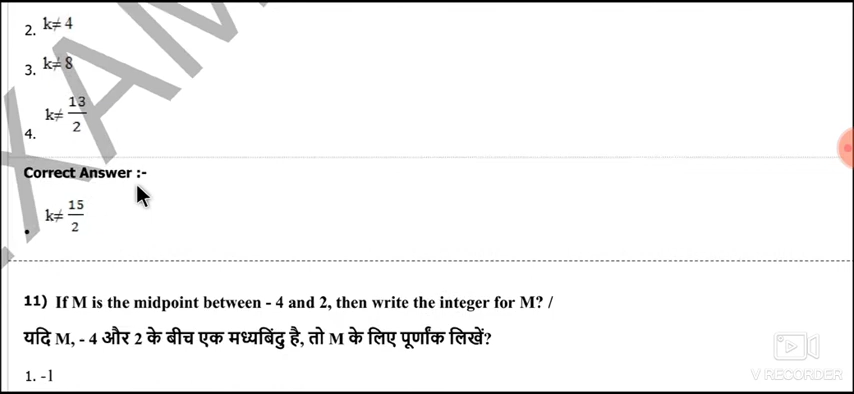 2. k≠ 4
3. k≠ 8
4. k≠ 13/2
Correct Answer :-
• k≠ 15/2
11) If M is the midpoint between - 4 and 2, then write the integer for M? /
यदि M, - 4 और 2 के बीच एक मध्यबिंदु है, तो M के लिए पूर्णांक लिखें?
1. -1
V RECORDER